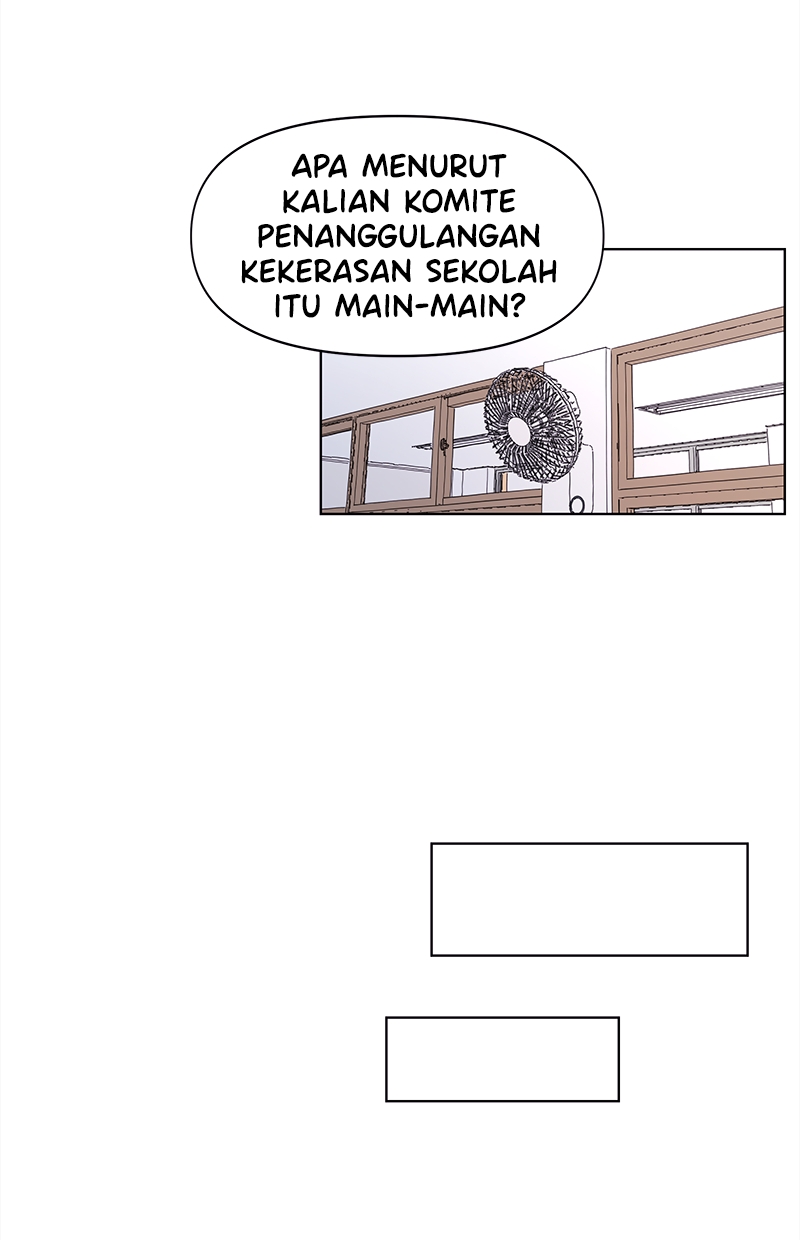 APA MENURUT
KALIAN KOMITE
PENANGGULANGAN
KEKERASAN SEKOLAH
ITU MAIN-MAIN?